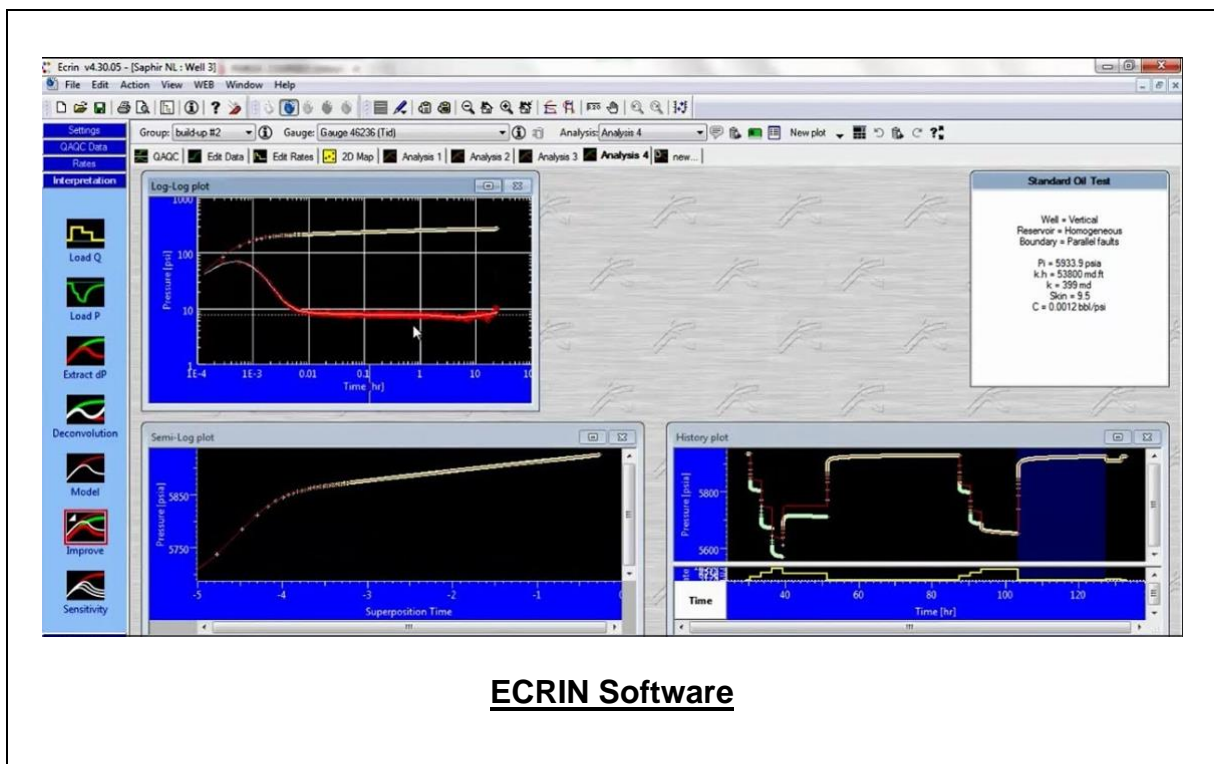 Ecrin v4.30.05 - [Saphir NL : Well 3]
File Edit Action View WEB Window Help
Settings
QAQC Data
Rates
Interpretation
Group: build-up #2 Gauge: Gauge 46236 (Tid) Analysis: Analysis 4 New plot
QAQC Edit Data Edit Rates 2D Map Analysis 1 Analysis 2 Analysis 3 Analysis 4 new...
Load Q
Load P
Extract dP
Deconvolution
Model
Improve
Sensitivity
Log-Log plot
1000
100
10
1
Pressure [psi]
1E-4 1E-3 0.01 0.1 1 10
Time [hr]
Standard Oil Test
Well = Vertical
Reservoir = Homogeneous
Boundary = Parallel faults
Pi = 5933.9 psia
k.h = 53800 md.ft
k = 399 md
Skin = 9.5
C = 0.0012 bbl/psi
Semi-Log plot
5850
5750
Pressure [psia]
-5 -4 -3 -2 -1
Superposition Time
History plot
5800
5600
Pressure [psia]
Time
40 60 80 100 120
Time [hr]
ECRIN Software